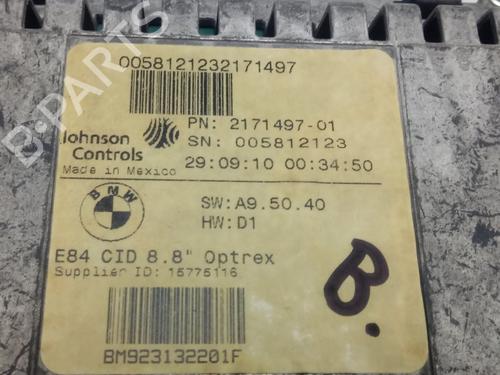 0058121232171497
B-PARTS
PN: 2171497-01
Johnson Controls
SN: 005812123
Made in Mexico
29:09:10 00:34:50
BMW
SW:A9.50.40
HW:D1
E84 CID 8.8" Optrex
Supplier ID: 15775116
B.
BM923132201F